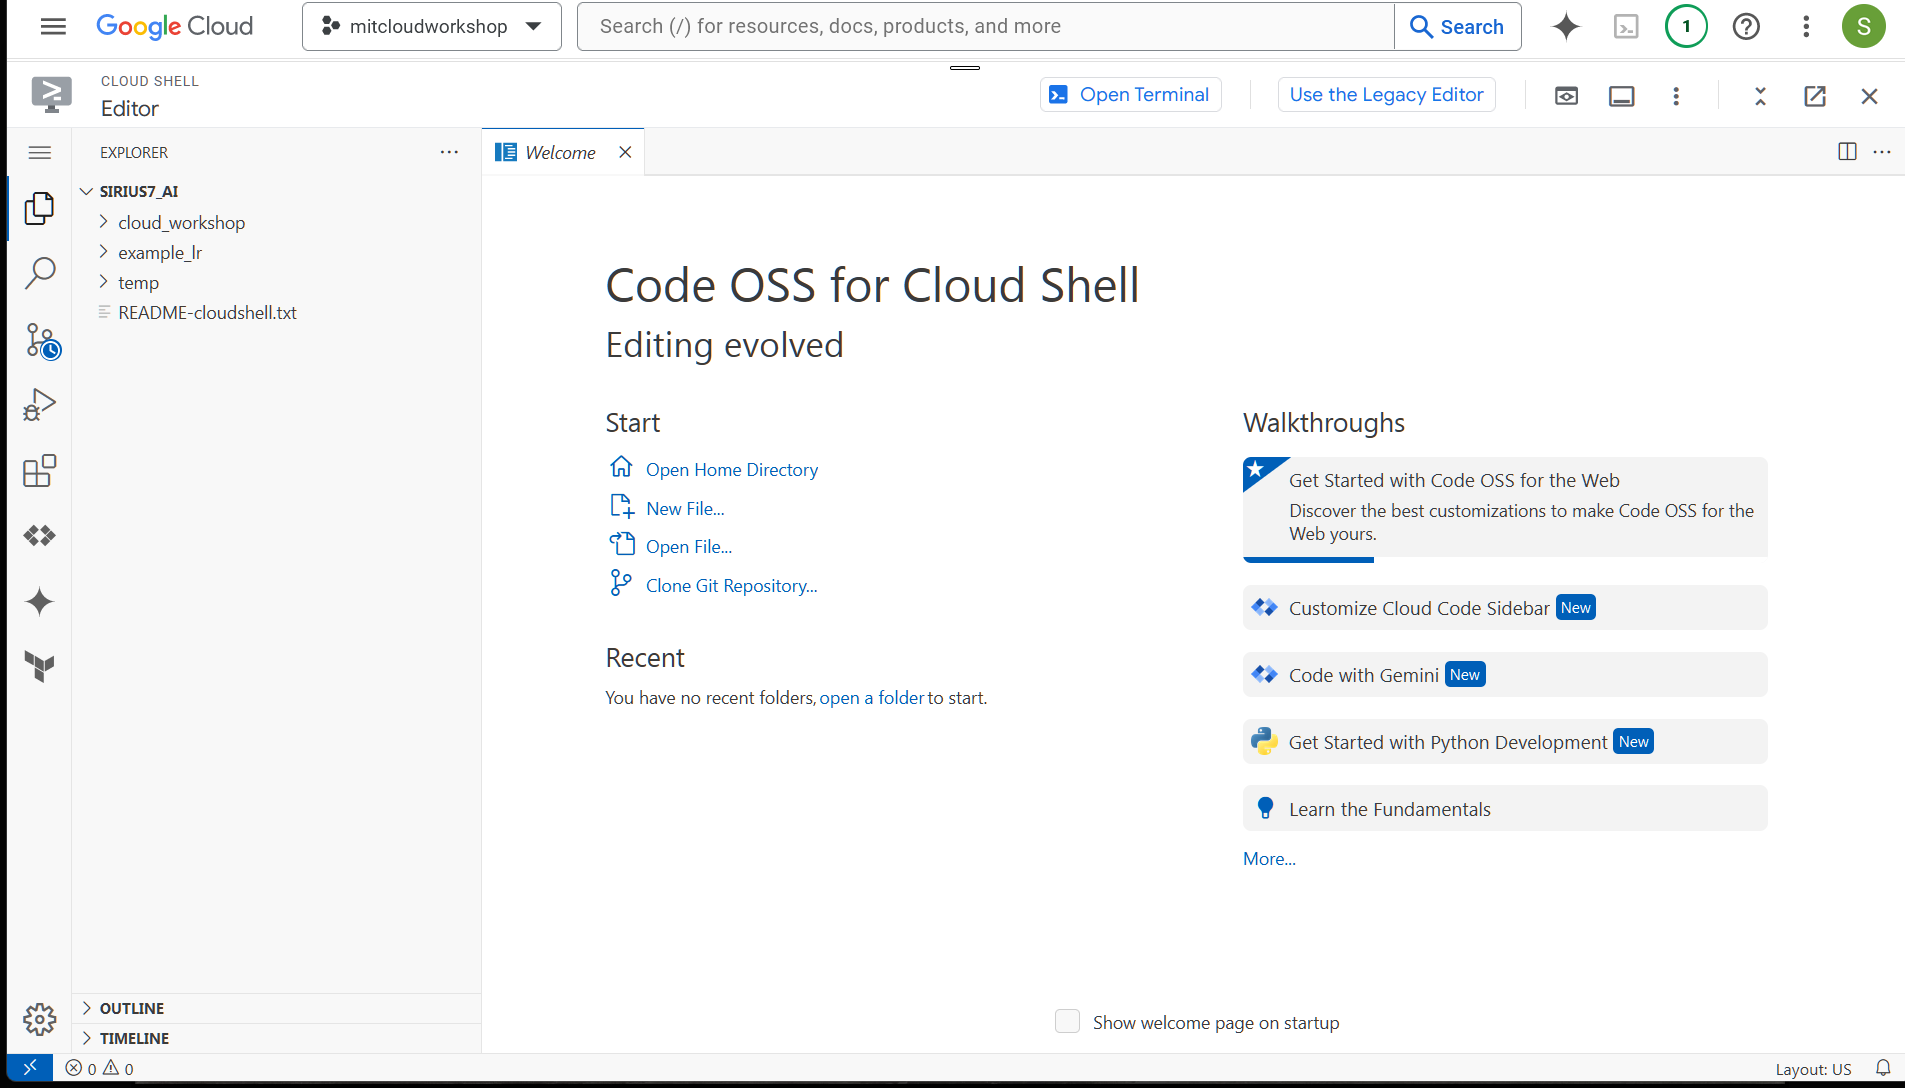 Google Cloud
mitcloudworkshop
Search (/) for resources, docs, products, and more
Search
1
S
CLOUD SHELL
Editor
Open Terminal
Use the Legacy Editor
EXPLORER
Welcome
SIRIUS7_AI
cloud_workshop
example_lr
temp
README-cloudshell.txt
Code OSS for Cloud Shell
Editing evolved
Start
Open Home Directory
New File...
Open File...
Clone Git Repository...
Recent
You have no recent folders, open a folder to start.
Walkthroughs
Get Started with Code OSS for the Web
Discover the best customizations to make Code OSS for the
Web yours.
Customize Cloud Code Sidebar New
Code with Gemini New
Get Started with Python Development New
Learn the Fundamentals
More...
Show welcome page on startup
OUTLINE
TIMELINE
0 0
Layout: US